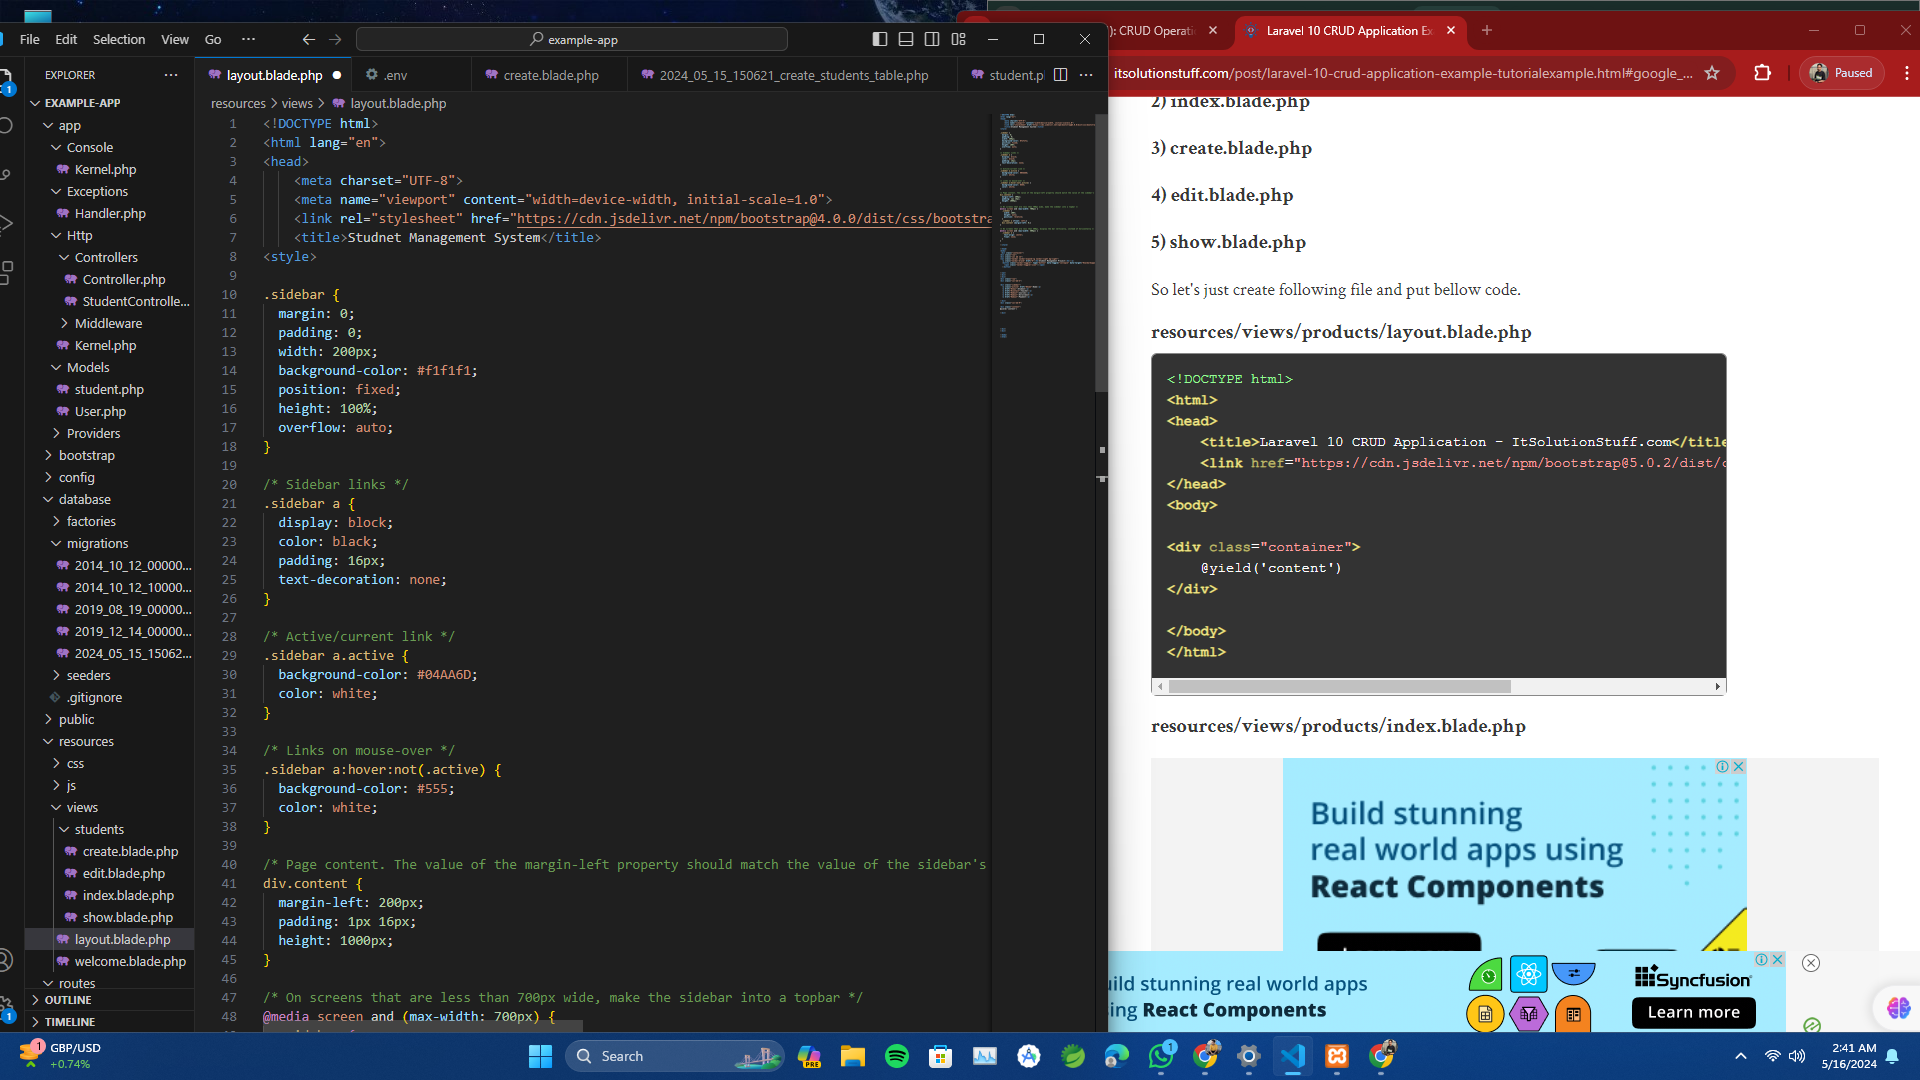 File Edit Selection View Go ··· example-app
EXPLORER ···
EXAMPLE-APP
app
Console
Kernel.php
Exceptions
Handler.php
Http
Controllers
Controller.php
StudentControlle...
Middleware
Kernel.php
Models
student.php
User.php
Providers
bootstrap
config
database
factories
migrations
2014_10_12_00000...
2014_10_12_1000...
2019_08_19_00000...
2019_12_14_00000...
2024_05_15_15062...
seeders
.gitignore
public
resources
css
js
views
students
create.blade.php
edit.blade.php
index.blade.php
show.blade.php
layout.blade.php
welcome.blade.php
routes
OUTLINE
TIMELINE
layout.blade.php .env create.blade.php 2024_05_15_150621_create_students_table.php student.p
resources > views > layout.blade.php
1 <!DOCTYPE html>
2 <html lang="en">
3 <head>
4 <meta charset="UTF-8">
5 <meta name="viewport" content="width=device-width, initial-scale=1.0">
6 <link rel="stylesheet" href="https://cdn.jsdelivr.net/npm/bootstrap@4.0.0/dist/css/bootstra
7 <title>Studnet Management System</title>
8 <style>
9
10 .sidebar {
11 margin: 0;
12 padding: 0;
13 width: 200px;
14 background-color: #f1f1f1;
15 position: fixed;
16 height: 100%;
17 overflow: auto;
18 }
19
20 /* Sidebar links */
21 .sidebar a {
22 display: block;
23 color: black;
24 padding: 16px;
25 text-decoration: none;
26 }
27
28 /* Active/current link */
29 .sidebar a.active {
30 background-color: #04AA6D;
31 color: white;
32 }
33
34 /* Links on mouse-over */
35 .sidebar a:hover:not(.active) {
36 background-color: #555;
37 color: white;
38 }
39
40 /* Page content. The value of the margin-left property should match the value of the sidebar's
41 div.content {
42 margin-left: 200px;
43 padding: 1px 16px;
44 height: 1000px;
45 }
46
47 /* On screens that are less than 700px wide, make the sidebar into a topbar */
48 @media screen and (max-width: 700px) {
): CRUD Operati Laravel 10 CRUD Application Ex
itsolutionstuff.com/post/laravel-10-crud-application-example-tutorialexample.html#google_... Paused
2) index.blade.php
3) create.blade.php
4) edit.blade.php
5) show.blade.php
So let's just create following file and put bellow code.
resources/views/products/layout.blade.php
<!DOCTYPE html>
<html>
<head>
<title>Laravel 10 CRUD Application - ItSolutionStuff.com</title
<link href="https://cdn.jsdelivr.net/npm/bootstrap@5.0.2/dist/c
</head>
<body>
<div class="container">
@yield('content')
</div>
</body>
</html>
resources/views/products/index.blade.php
Build stunning
real world apps using
React Components
uild stunning real world apps
ing React Components
Syncfusion
Learn more
1 GBP/USD
+0.74%
Search
PRE
1
2:41 AM
5/16/2024